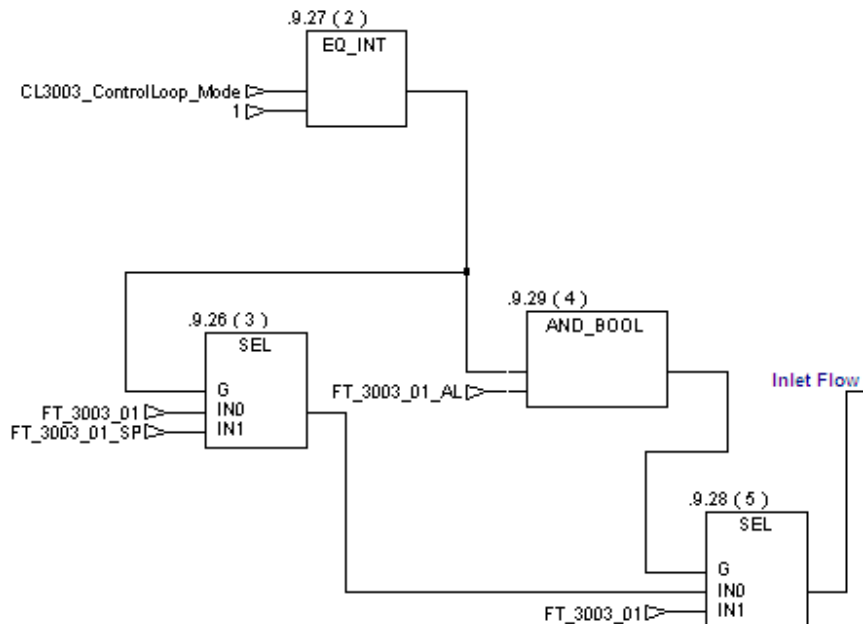 .9.27 ( 2 )
EQ_INT
CL3003_ControlLoop_Mode
1
.9.26 ( 3 )
SEL
G
FT_3003_01
IN0
FT_3003_01_SP
IN1
.9.29 ( 4 )
AND_BOOL
FT_3003_01_AL
Inlet Flow
.9.28 ( 5 )
SEL
G
IN0
FT_3003_01
IN1